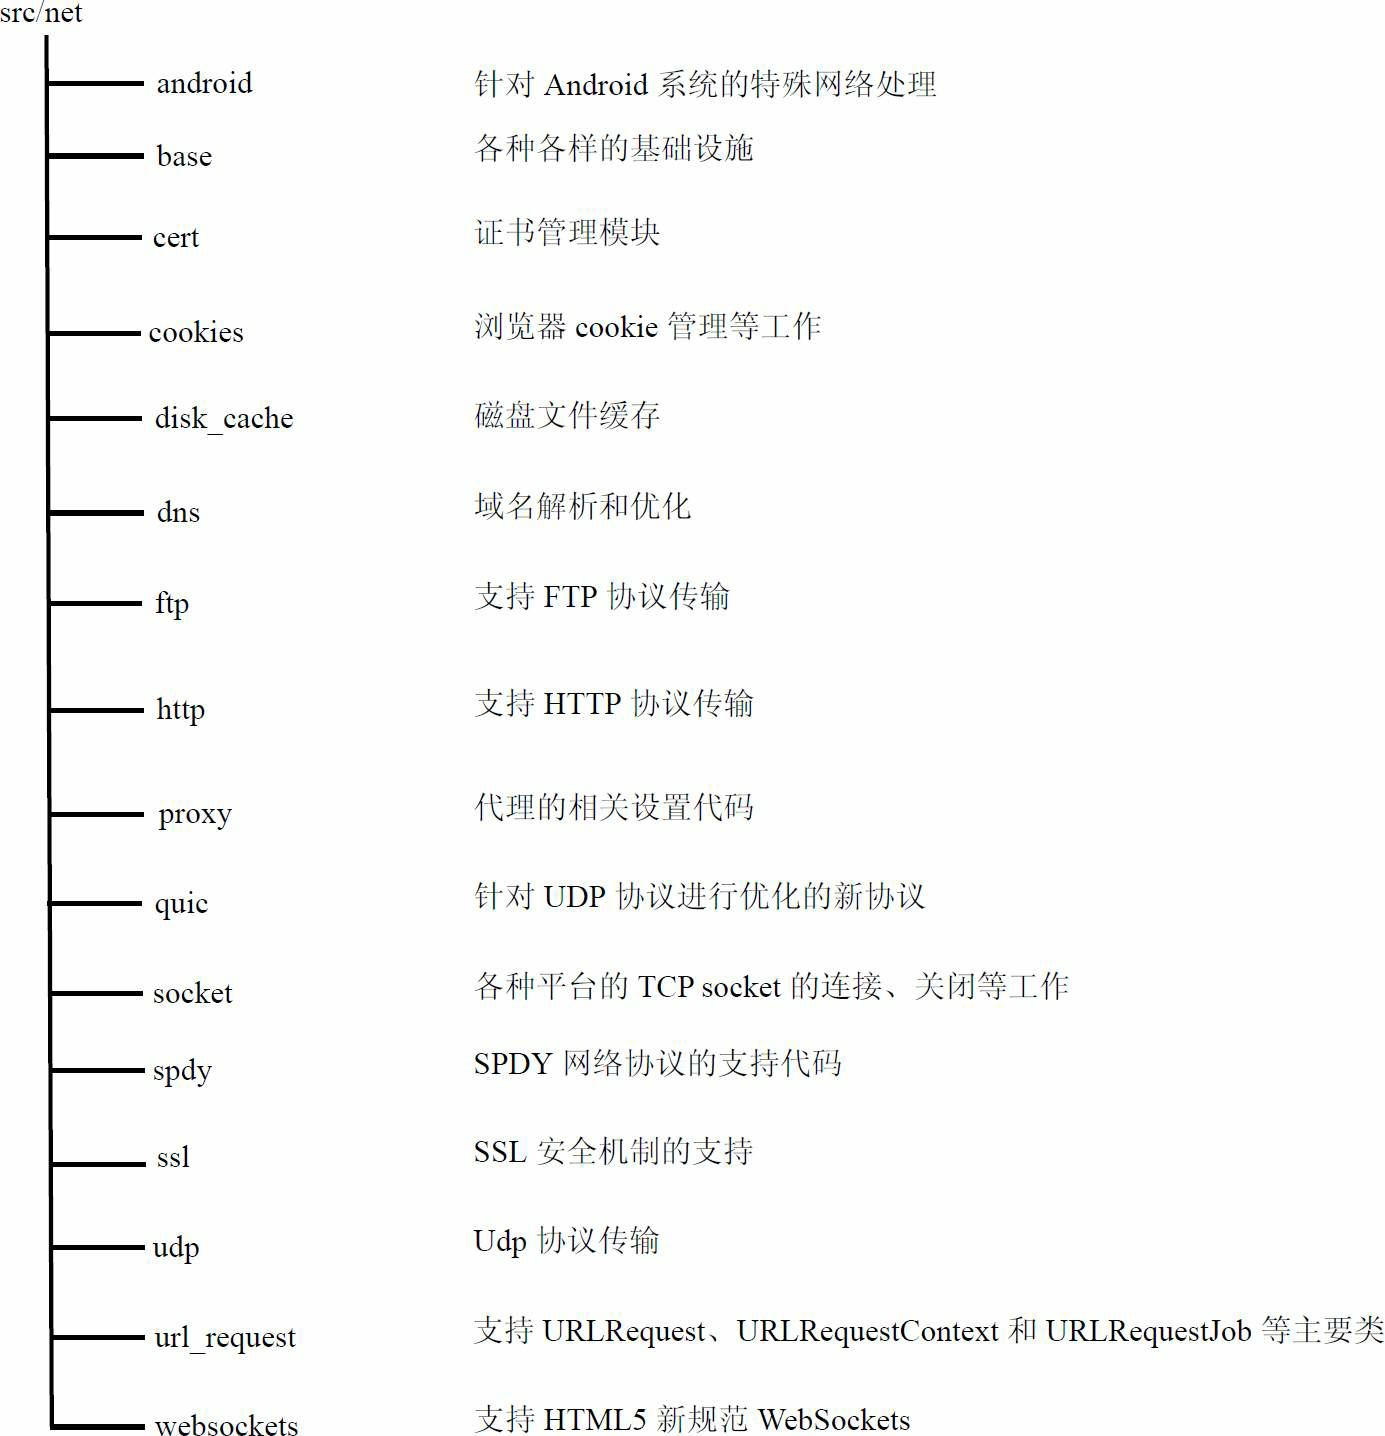 src/net
android 针对 Android 系统的特殊网络处理
base 各种各样的基础设施
cert 证书管理模块
cookies 浏览器 cookie 管理等工作
disk_cache 磁盘文件缓存
dns 域名解析和优化
ftp 支持 FTP 协议传输
http 支持 HTTP 协议传输
proxy 代理的相关设置代码
quic 针对 UDP 协议进行优化的新协议
socket 各种平台的 TCP socket 的连接、关闭等工作
spdy SPDY 网络协议的支持代码
ssl SSL 安全机制的支持
udp Udp 协议传输
url_request 支持 URLRequest、URLRequestContext 和 URLRequestJob 等主要类
websockets 支持 HTML5 新规范 WebSockets